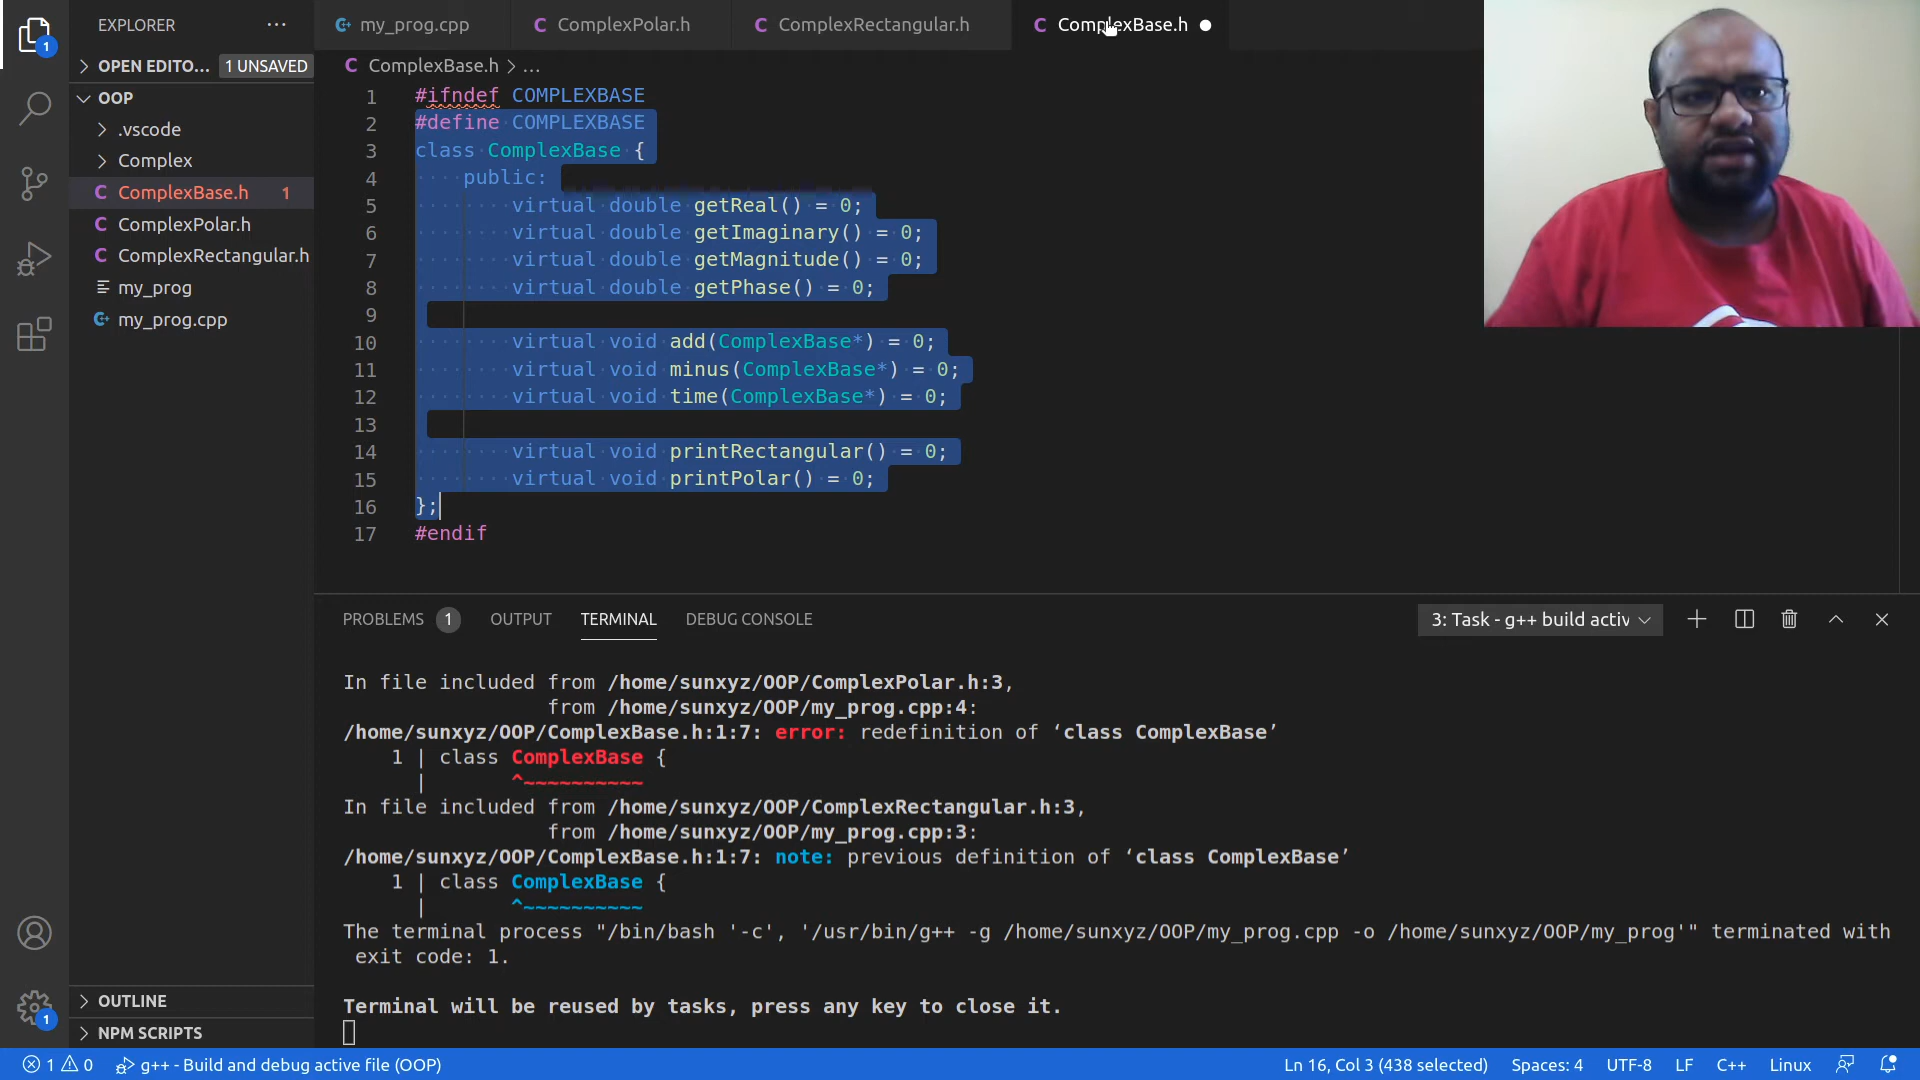 EXPLORER
my_prog.cpp
ComplexPolar.h
ComplexRectangular.h
ComplexBase.h
1
OPEN EDITO... 1 UNSAVED
OOP
.vscode
Complex
ComplexBase.h 1
ComplexPolar.h
ComplexRectangular.h
my_prog
my_prog.cpp
OUTLINE
NPM SCRIPTS
1
ComplexBase.h > ...
1 #ifndef COMPLEXBASE
2 #define COMPLEXBASE
3 class ComplexBase {
4 public:
5 virtual double getReal() = 0;
6 virtual double getImaginary() = 0;
7 virtual double getMagnitude() = 0;
8 virtual double getPhase() = 0;
9
10 virtual void add(ComplexBase*) = 0;
11 virtual void minus(ComplexBase*) = 0;
12 virtual void time(ComplexBase*) = 0;
13
14 virtual void printRectangular() = 0;
15 virtual void printPolar() = 0;
16 };
17 #endif
PROBLEMS 1 OUTPUT TERMINAL DEBUG CONSOLE
3: Task - g++ build activ
In file included from /home/sunxyz/OOP/ComplexPolar.h:3,
from /home/sunxyz/OOP/my_prog.cpp:4:
/home/sunxyz/OOP/ComplexBase.h:1:7: error: redefinition of ‘class ComplexBase’
1 | class ComplexBase {
| ^~~~~~~~~~~
In file included from /home/sunxyz/OOP/ComplexRectangular.h:3,
from /home/sunxyz/OOP/my_prog.cpp:3:
/home/sunxyz/OOP/ComplexBase.h:1:7: note: previous definition of ‘class ComplexBase’
1 | class ComplexBase {
| ^~~~~~~~~~~
The terminal process "/bin/bash '-c', '/usr/bin/g++ -g /home/sunxyz/OOP/my_prog.cpp -o /home/sunxyz/OOP/my_prog'" terminated with
exit code: 1.
Terminal will be reused by tasks, press any key to close it.
1 0 g++ - Build and debug active file (OOP)
Ln 16, Col 3 (438 selected) Spaces: 4 UTF-8 LF C++ Linux